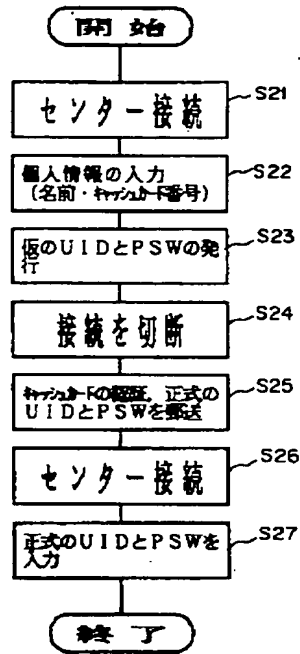 開始
センター接続
S21
個人情報の入力
(名前・キャッシュカード番号)
S22
仮のUIDとPSWの発
行
S23
接続を切断
S24
キャッシュカードの認証,正式の
UIDとPSWを郵送
S25
センター接続
S26
正式のUIDとPSWを
入力
S27
終了